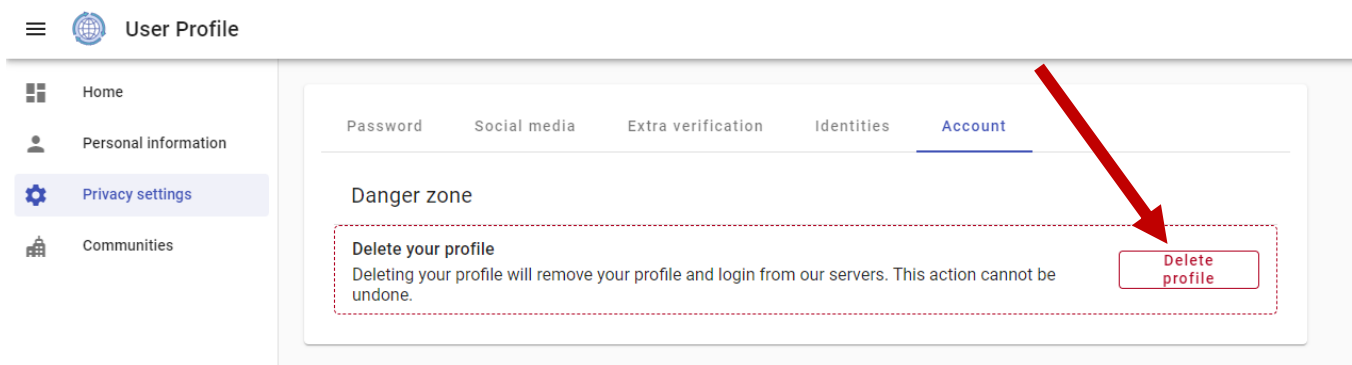 User Profile
Home
Personal information
Privacy settings
Communities
Password Social media Extra verification Identities Account
Danger zone
Delete your profile
Deleting your profile will remove your profile and login from our servers. This action cannot be
undone.
Delete
profile